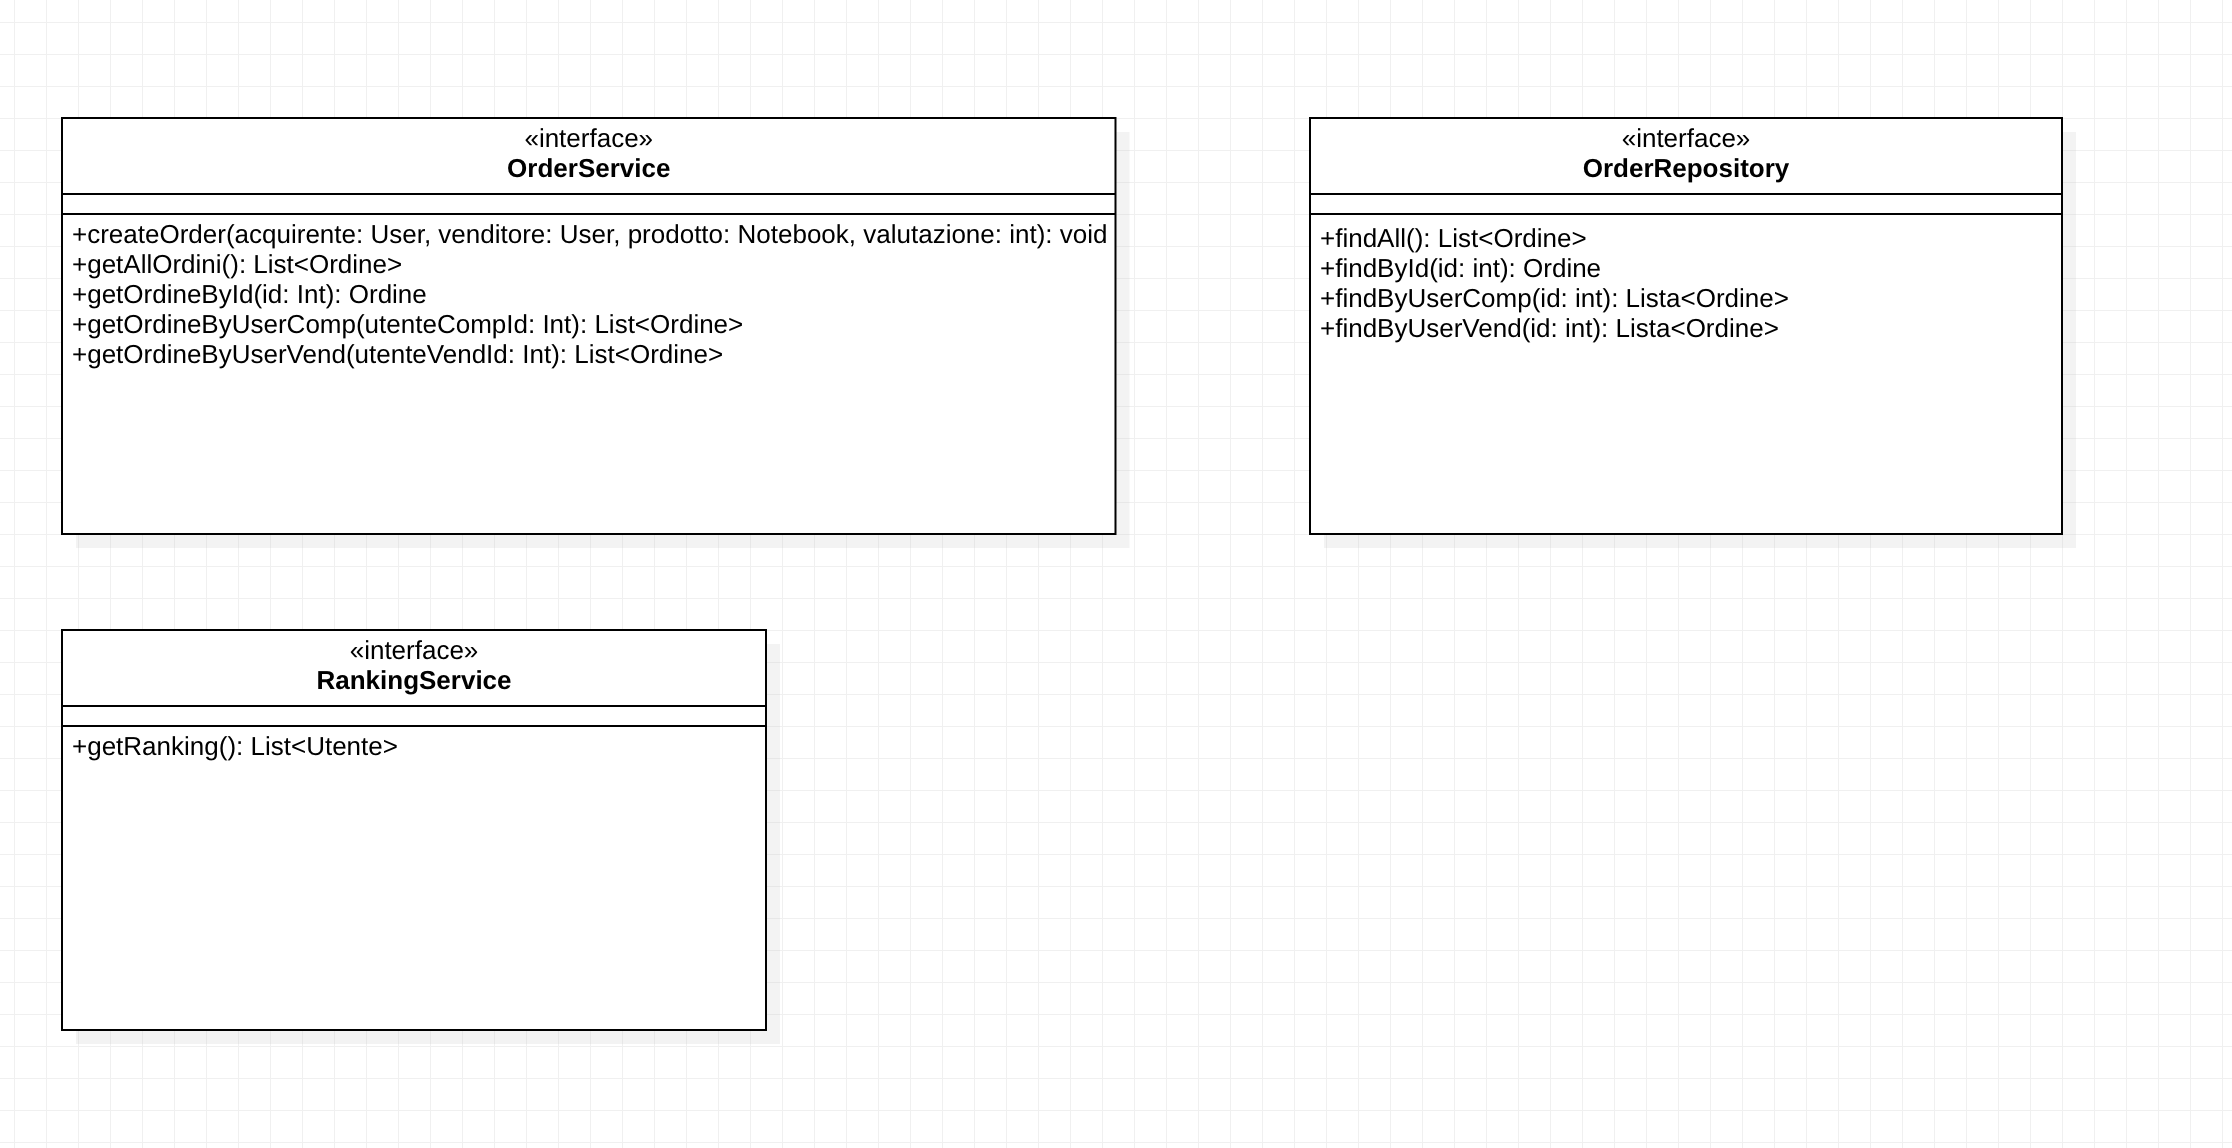 «interface»
OrderService
+createOrder(acquirente: User, venditore: User, prodotto: Notebook, valutazione: int): void
+getAllOrdini(): List<Ordine>
+getOrdineById(id: Int): Ordine
+getOrdineByUserComp(utenteCompId: Int): List<Ordine>
+getOrdineByUserVend(utenteVendId: Int): List<Ordine>
«interface»
OrderRepository
+findAll(): List<Ordine>
+findById(id: int): Ordine
+findByUserComp(id: int): Lista<Ordine>
+findByUserVend(id: int): Lista<Ordine>
«interface»
RankingService
+getRanking(): List<Utente>